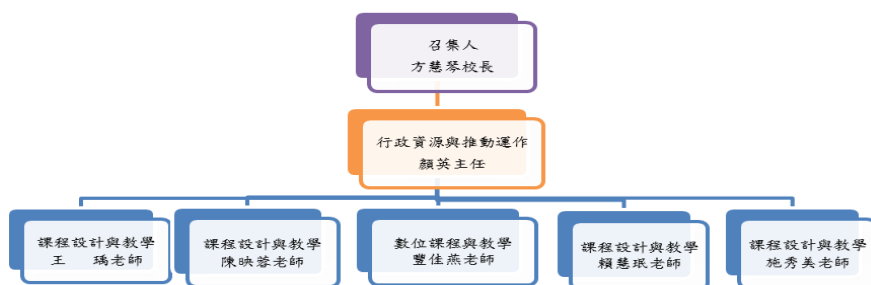 召集人
方慧琴校長
行政資源與推動運作
顏英主任
課程設計與教學
王　　瑀老師
課程設計與教學
陳映蓉老師
數位課程與教學
豐佳燕老師
課程設計與教學
賴慧珉老師
課程設計與教學
施秀美老師